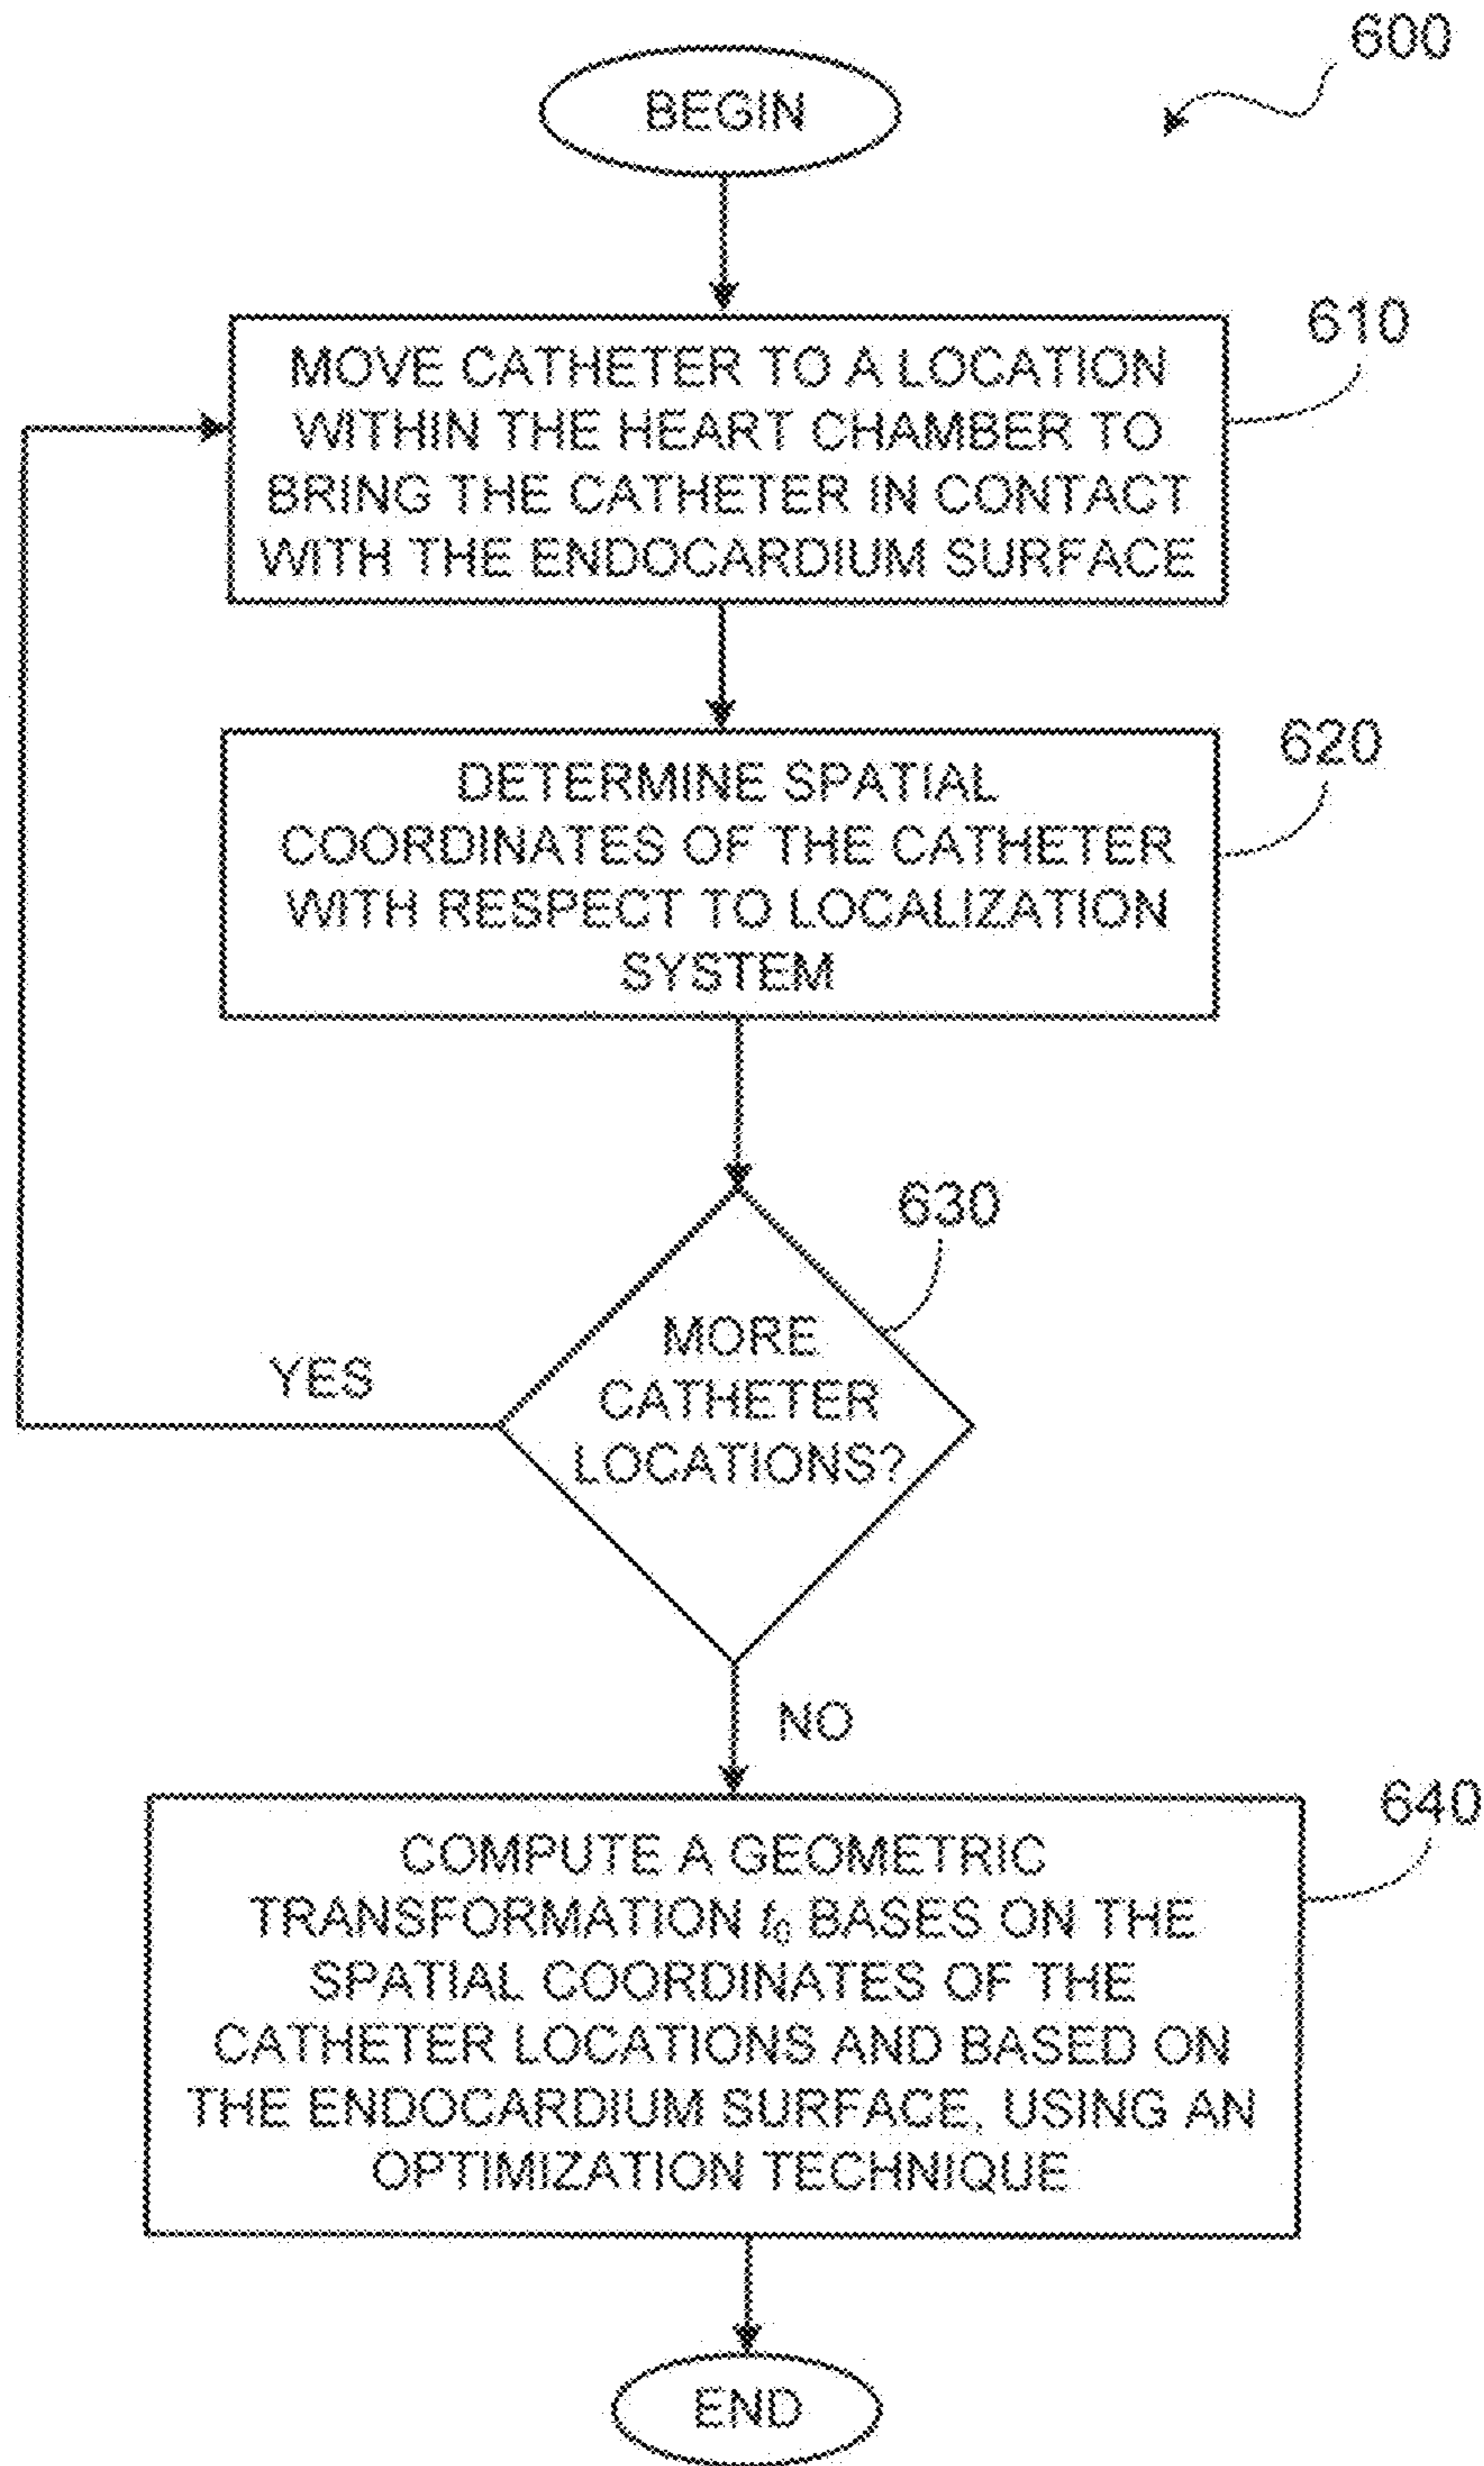 600
BEGIN
610
MOVE CATHETER TO A LOCATION
WITHIN THE HEART CHAMBER TO
BRING THE CATHETER IN CONTACT
WITH THE ENDOCARDIUM SURFACE
620
DETERMINE SPATIAL
COORDINATES OF THE CATHETER
WITH RESPECT TO LOCALIZATION
SYSTEM
630
MORE
CATHETER
LOCATIONS?
YES
NO
640
COMPUTE A GEOMETRIC
TRANSFORMATION t₀ BASES ON THE
SPATIAL COORDINATES OF THE
CATHETER LOCATIONS AND BASED ON
THE ENDOCARDIUM SURFACE, USING AN
OPTIMIZATION TECHNIQUE
END